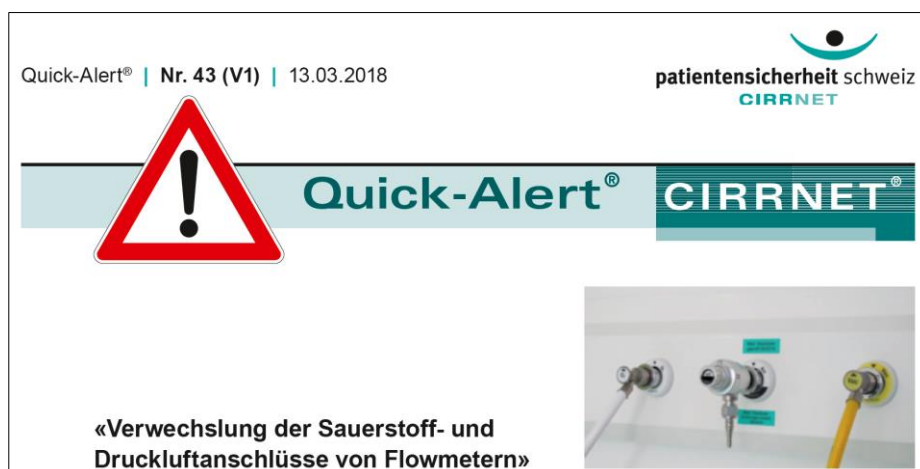 Quick-Alert® | Nr. 43 (V1) | 13.03.2018
patientensicherheit schweiz
CIRRNET
Quick-Alert®
CIRRNET®
«Verwechslung der Sauerstoff- und
Druckluftanschlüsse von Flowmetern»